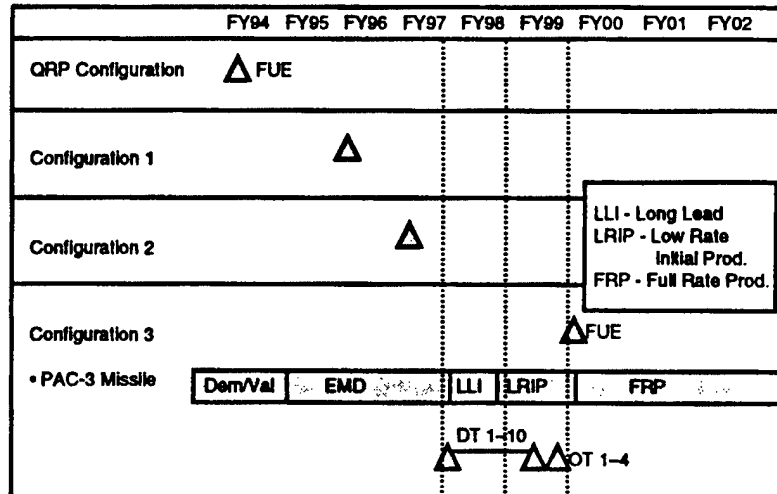 FY94 FY95 FY96 FY97 FY98 FY99 FY00 FY01 FY02
QRP Configuration FUE
Configuration 1
Configuration 2
LLI - Long Lead
LRIP - Low Rate
Initial Prod.
FRP - Full Rate Prod.
Configuration 3 FUE
• PAC-3 Missile Dem/Val EMD LLI LRIP FRP
DT 1–10
OT 1–4